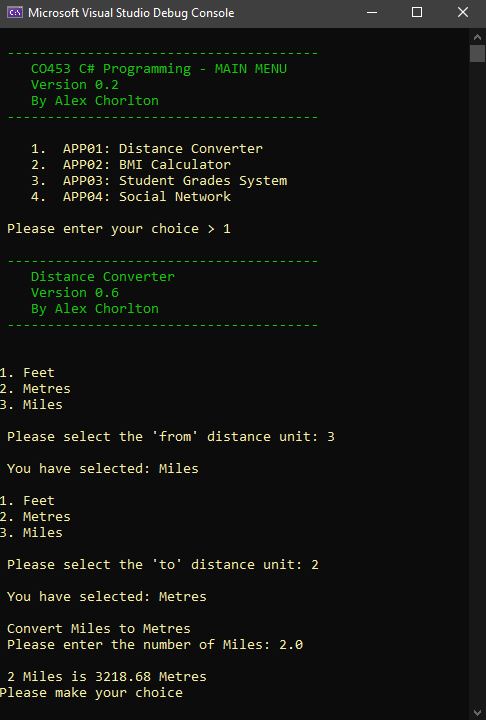 Microsoft Visual Studio Debug Console
---------------------------------------
CO453 C# Programming - MAIN MENU
Version 0.2
By Alex Chorlton
---------------------------------------
1. APP01: Distance Converter
2. APP02: BMI Calculator
3. APP03: Student Grades System
4. APP04: Social Network
Please enter your choice > 1
---------------------------------------
Distance Converter
Version 0.6
By Alex Chorlton
---------------------------------------
1. Feet
2. Metres
3. Miles
Please select the 'from' distance unit: 3
You have selected: Miles
1. Feet
2. Metres
3. Miles
Please select the 'to' distance unit: 2
You have selected: Metres
Convert Miles to Metres
Please enter the number of Miles: 2.0
2 Miles is 3218.68 Metres
Please make your choice